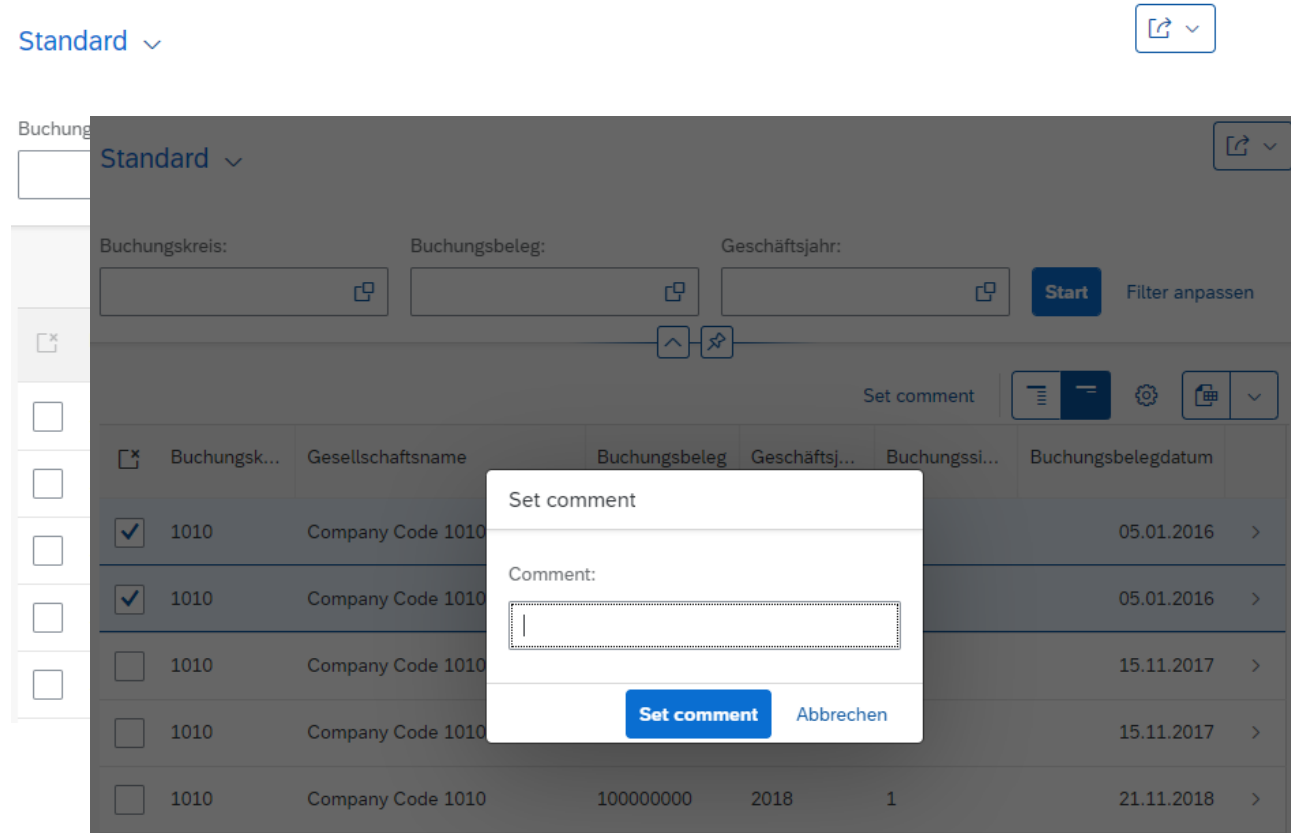 Standard
Buchung
Standard
Buchungskreis: Buchungsbeleg: Geschäftsjahr:
Start Filter anpassen
Set comment
Buchungsk... Gesellschaftsname Buchungsbeleg Geschäftsj... Buchungssi... Buchungsbelegdatum
Set comment
1010 Company Code 1010 05.01.2016
Comment:
1010 Company Code 1010 05.01.2016
1010 Company Code 1010 15.11.2017
Set comment Abbrechen
1010 Company Code 1010 15.11.2017
1010 Company Code 1010 100000000 2018 1 21.11.2018